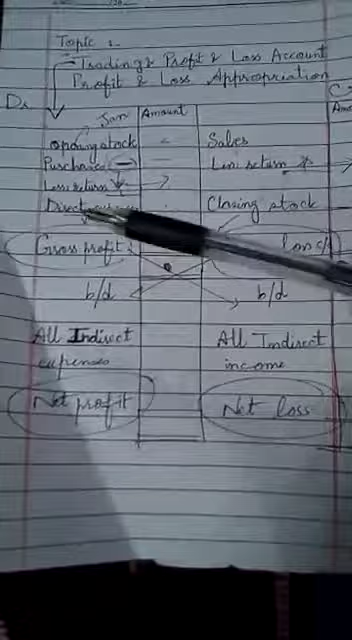 Topic :
Trading & Profit & Loss Account
Profit & Loss Appropriation
Dr
Amount
Opening stock - Sales
Purchases - Less return
Less return
Direct Closing stock
Gross profit loss c/d
b/d b/d
All Indirect All Indirect
expenses income
Net profit Net loss